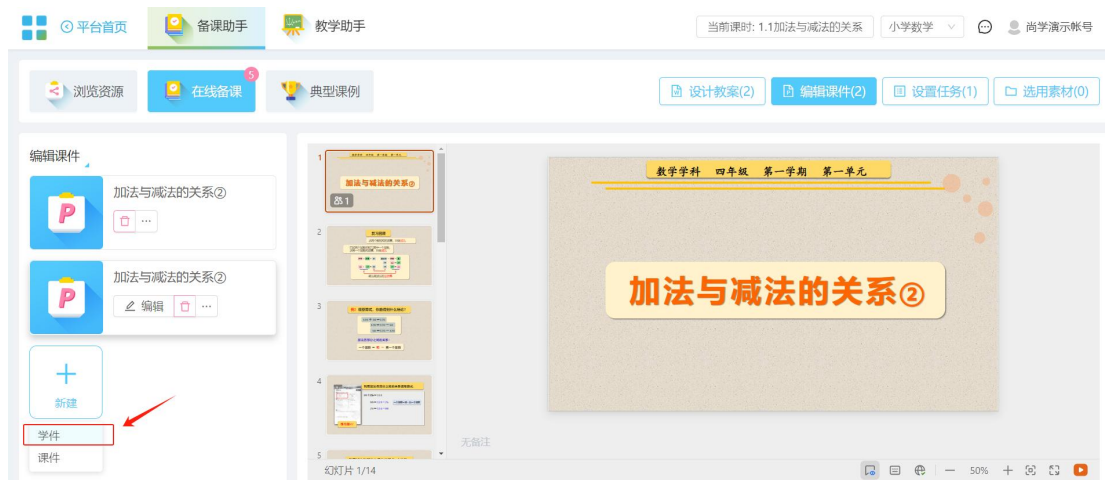 平台首页
备课助手
教学助手
当前课时: 1.1加法与减法的关系
小学数学
尚学演示帐号
浏览资源
在线备课
5
典型课例
设计教案(2)
编辑课件(2)
设置任务(1)
选用素材(0)
编辑课件
加法与减法的关系②
加法与减法的关系②
编辑
新建
学件
课件
1
加法与减法的关系②
1
2
3
4
5
数学学科 四年级 第一学期 第一单元
加法与减法的关系②
无备注
幻灯片 1/14
50%